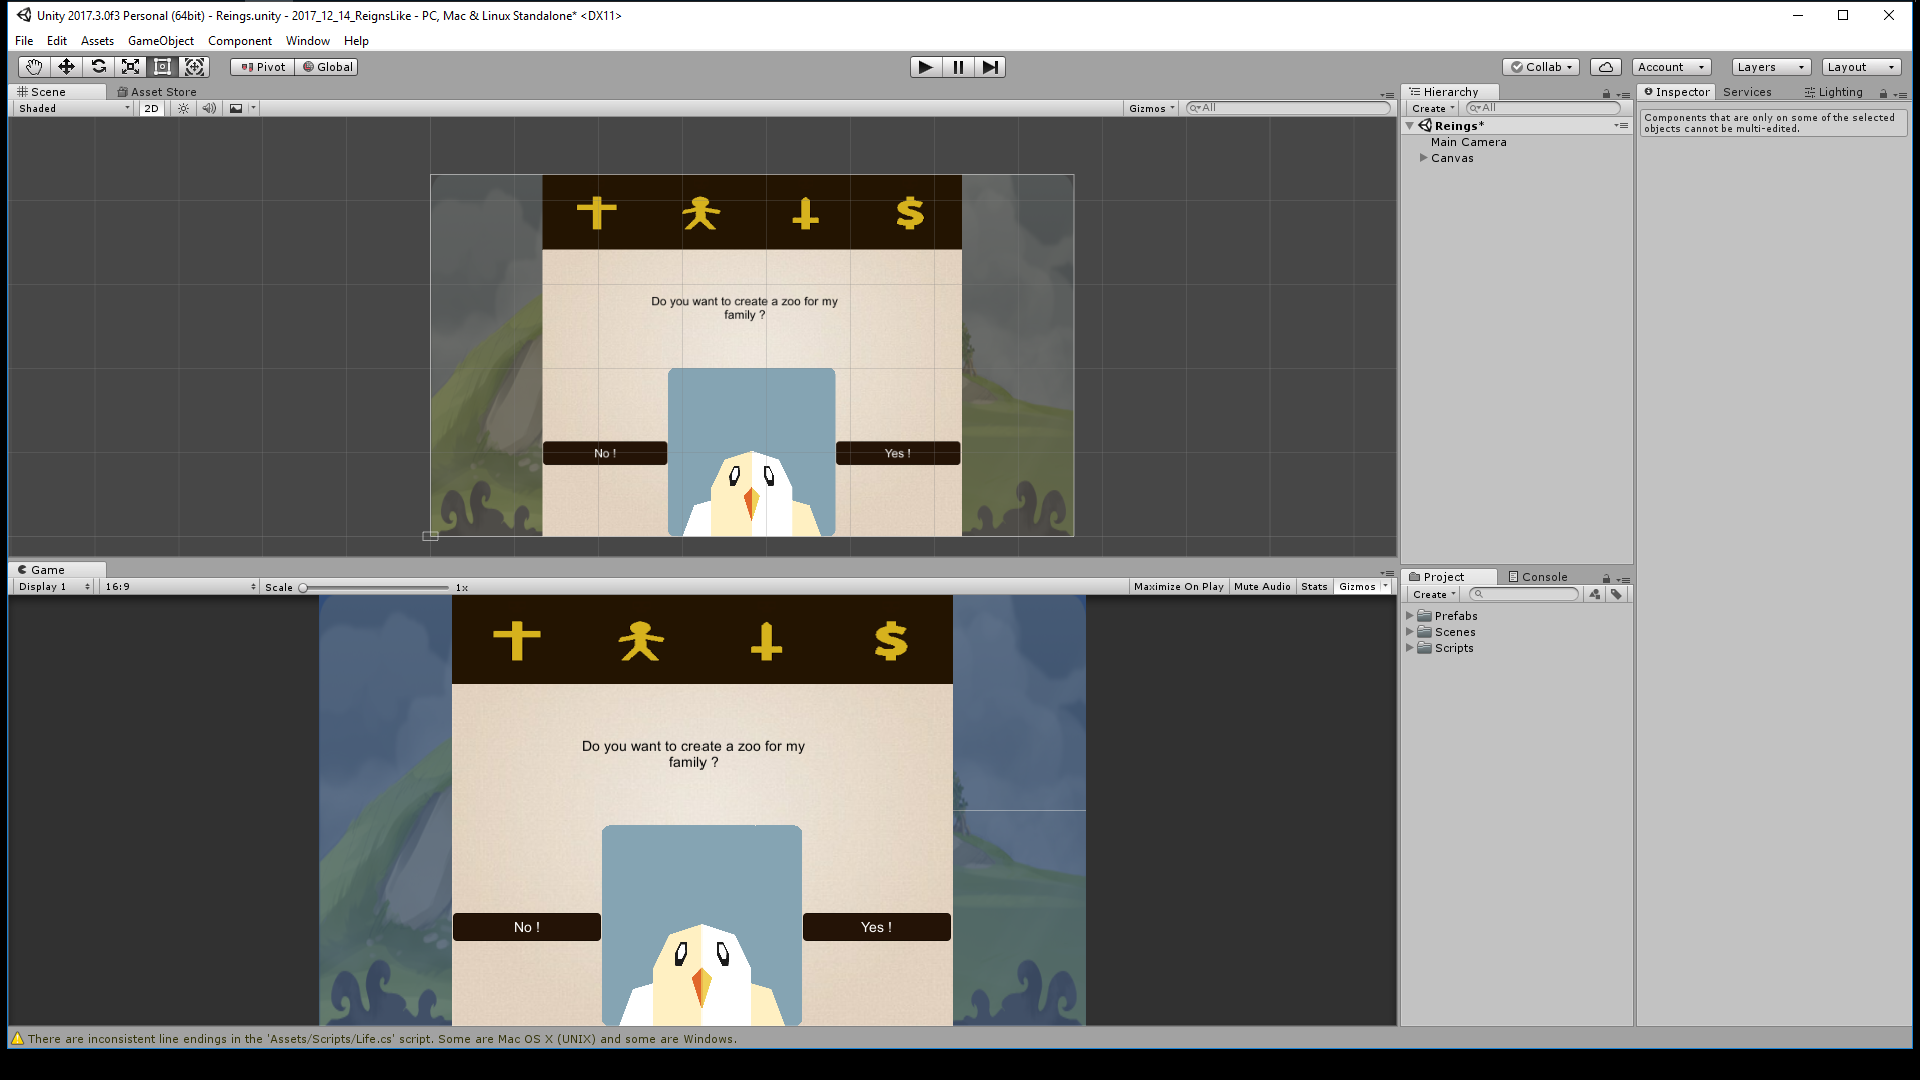 Unity 2017.3.0f3 Personal (64bit) - Reings.unity - 2017_12_14_ReignsLike - PC, Mac & Linux Standalone* <DX11>
File Edit Assets GameObject Component Window Help
Pivot Global Collab Account Layers Layout
Scene Asset Store
Shaded 2D Gizmos All
Do you want to create a zoo for my
family ?
No ! Yes !
Hierarchy
Create All
Reings*
Main Camera
Canvas
Inspector Services Lighting
Components that are only on some of the selected
objects cannot be multi-edited.
Game
Display 1 16:9 Scale 1x Maximize On Play Mute Audio Stats Gizmos
Do you want to create a zoo for my
family ?
No ! Yes !
Project Console
Create
Prefabs
Scenes
Scripts
There are inconsistent line endings in the 'Assets/Scripts/Life.cs' script. Some are Mac OS X (UNIX) and some are Windows.